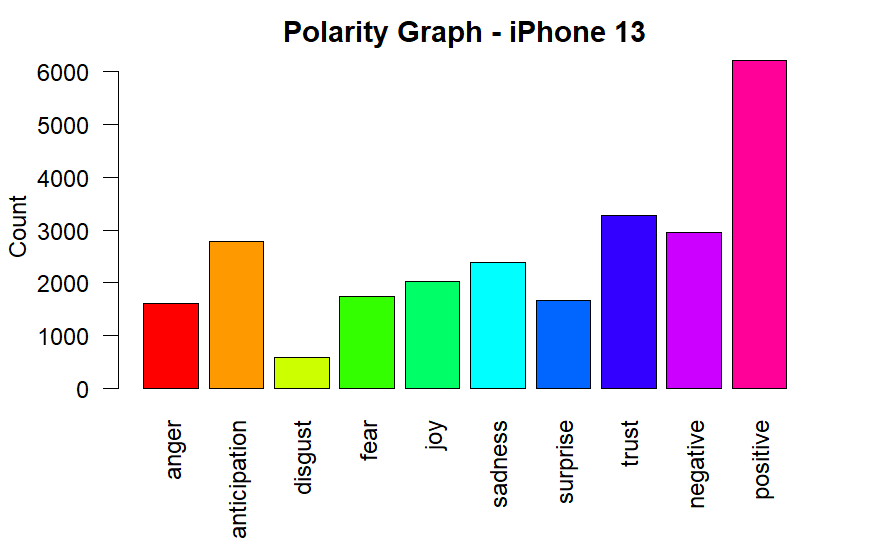 Polarity Graph - iPhone 13
Count
6000
5000
4000
3000
2000
1000
0
anger
anticipation
disgust
fear
joy
sadness
surprise
trust
negative
positive